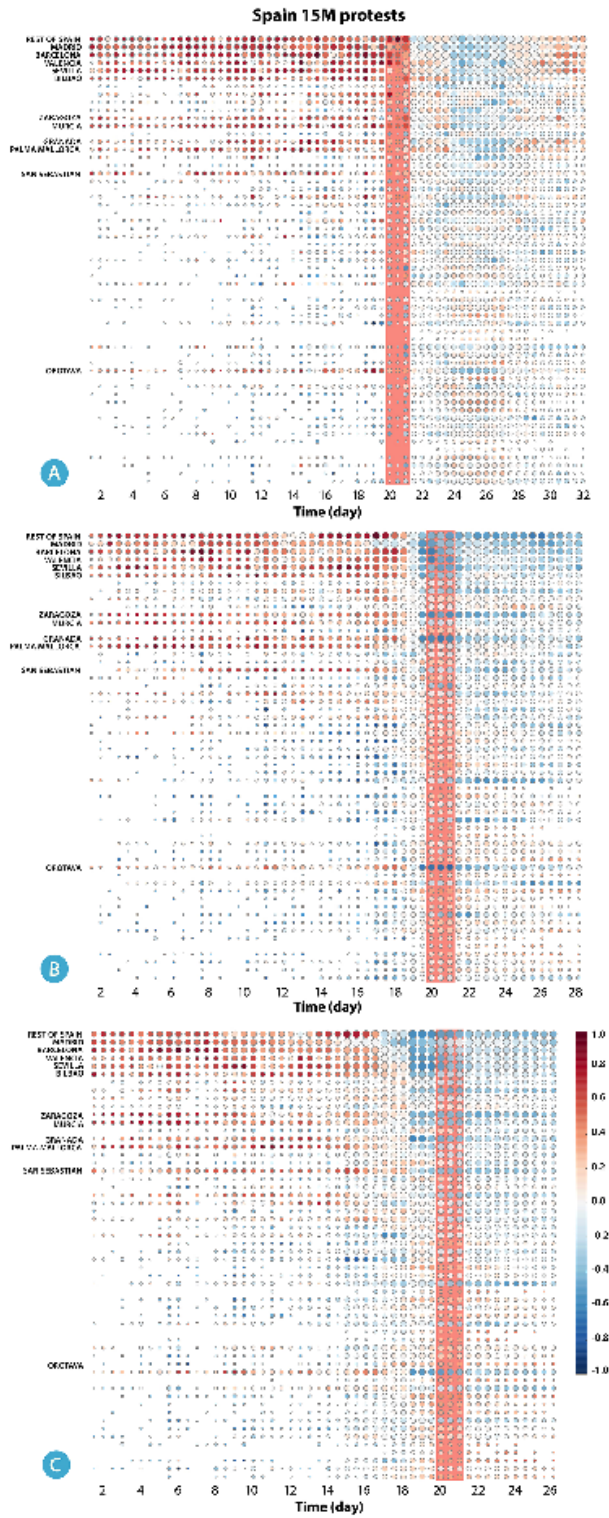 Spain 15M protests
REST OF SPAIN
MADRID
BARCELONA
VALENCIA
SEVILLA
BILBAO
ZARAGOZA
MURCIA
GRANADA
PALMA MALLORCA
SAN SEBASTIAN
OROTAVA
A
2 4 6 8 10 12 14 16 18 20 22 24 26 28 30 32
Time (day)
REST OF SPAIN
MADRID
BARCELONA
VALENCIA
SEVILLA
BILBAO
ZARAGOZA
MURCIA
GRANADA
PALMA MALLORCA
SAN SEBASTIAN
OROTAVA
B
2 4 6 8 10 12 14 16 18 20 22 24 26 28
Time (day)
REST OF SPAIN
MADRID
BARCELONA
VALENCIA
SEVILLA
BILBAO
ZARAGOZA
MURCIA
GRANADA
PALMA MALLORCA
SAN SEBASTIAN
OROTAVA
1.0
0.8
0.6
0.4
0.2
0.0
0.2
0.4
0.6
0.8
-1.0
C
2 4 6 8 10 12 14 16 18 20 22 24 26
Time (day)